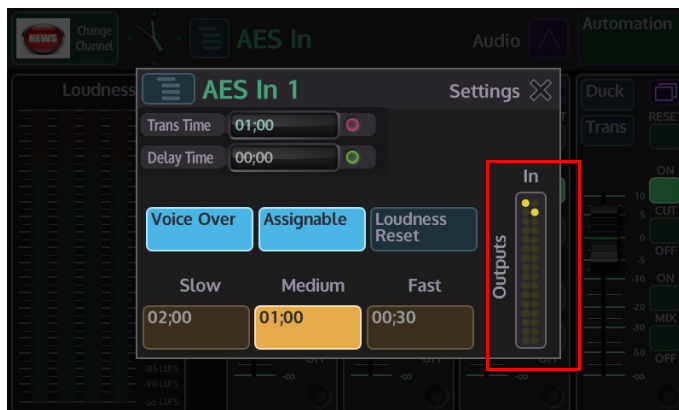 NEWS
Change
Channel
AES In
Audio
Automation
Loudness
AES In 1
Settings
Duck
Trans
RESE
Trans Time
01;00
Delay Time
00;00
In
Outputs
Voice Over
Assignable
Loudness
Reset
Slow
Medium
Fast
02;00
01;00
00;30
ON
10
5
CUT
0
OFF
-5
-10
ON
-20
MIX
-30
-50
OFF
-∞
-85 LUFS
-90 LUFS
-∞ LUFS
-∞
-∞
-∞